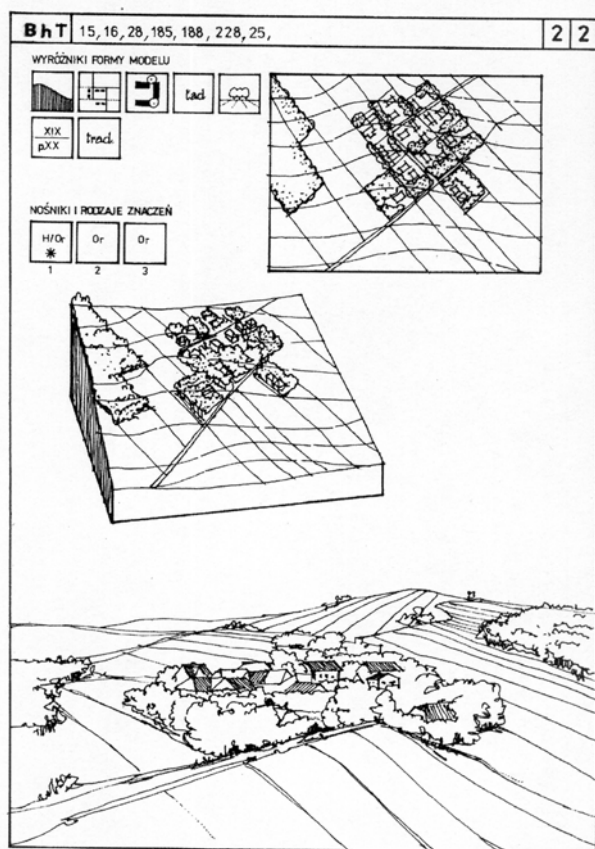 BhT 15, 16, 28, 185, 188, 228, 25, 2 2
WYRÓŻNIKI FORMY MODELU
tad
XIX
p.XX
trad.
NOŚNIKI I RODZAJE ZNACZEŃ
H/Or Or Or
*
1 2 3